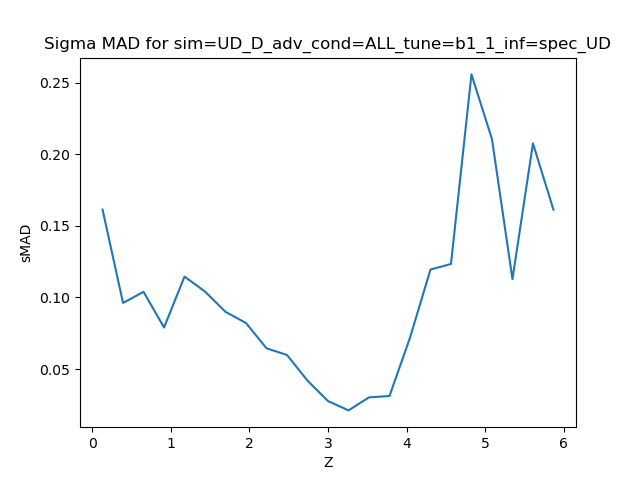 Sigma MAD for sim=UD_D_adv_cond=ALL_tune=b1_1_inf=spec_UD
0.25
0.20
0.15
0.10
0.05
sMAD
0 1 2 3 4 5 6
Z